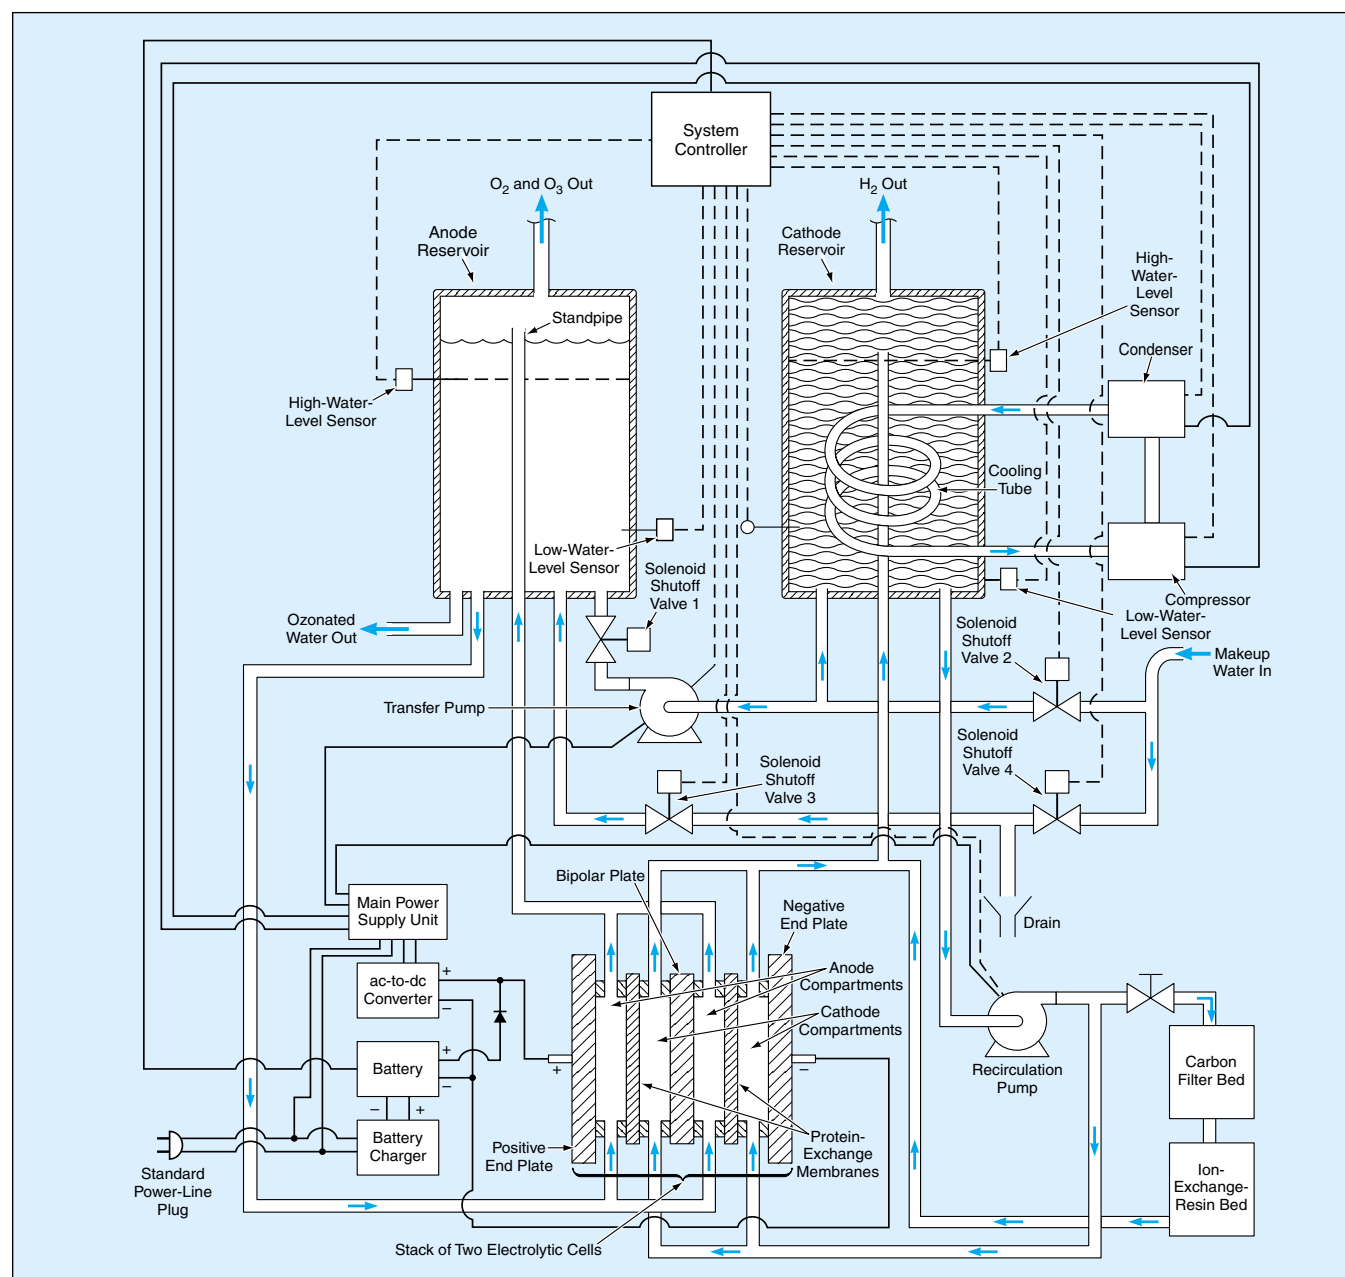 System
Controller
O2 and O3 Out
H2 Out
Anode
Reservoir
Cathode
Reservoir
High-
Water-
Level
Sensor
Standpipe
Condenser
High-Water-
Level Sensor
Cooling
Tube
Low-Water-
Level Sensor
Solenoid
Shutoff
Valve 1
Compressor
Low-Water-
Level Sensor
Ozonated
Water Out
Solenoid
Shutoff
Valve 2
Makeup
Water In
Transfer Pump
Solenoid
Shutoff
Valve 3
Solenoid
Shutoff
Valve 4
Bipolar Plate
Negative
End Plate
Drain
Main Power
Supply Unit
ac-to-dc
Converter
+
−
Anode
Compartments
Cathode
Compartments
Battery
+
−
+
−
Recirculation
Pump
Carbon
Filter Bed
−
+
Battery
Charger
Positive
End Plate
Protein-
Exchange
Membranes
Standard
Power-Line
Plug
Ion-
Exchange-
Resin Bed
Stack of Two Electrolytic Cells